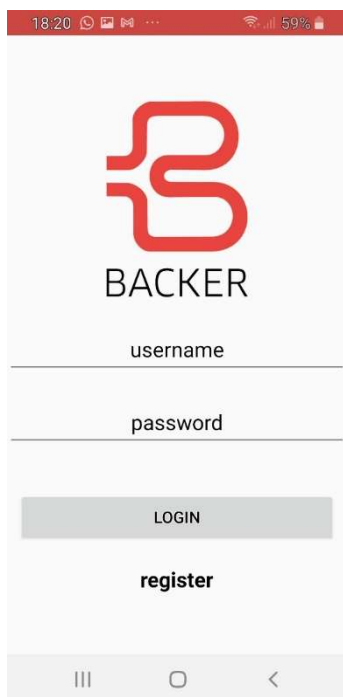 18:20 ... 59%
BACKER
username
password
LOGIN
register